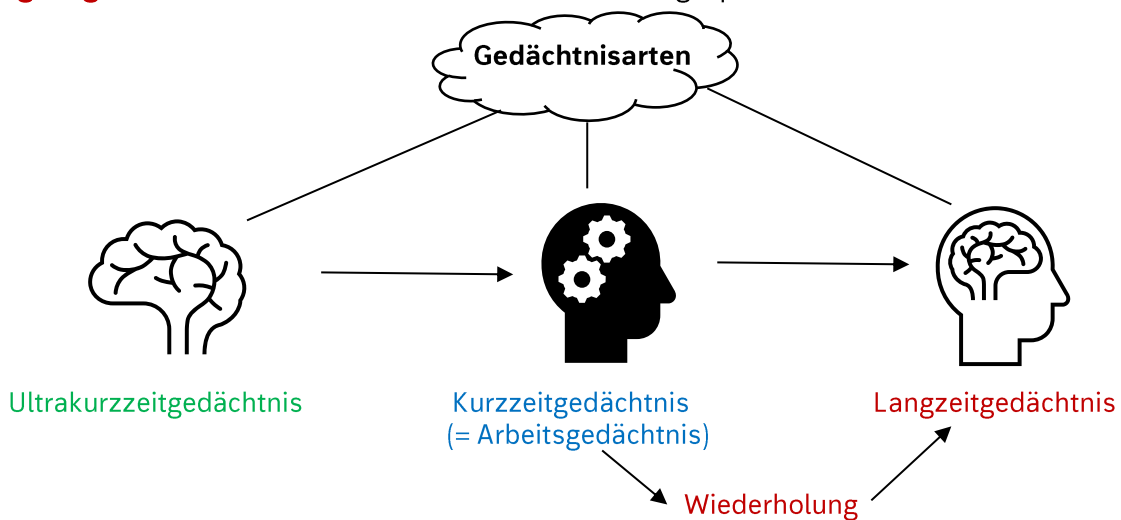 Gedächtnisarten
Ultrakurzzeitgedächtnis
Kurzzeitgedächtnis
(= Arbeitsgedächtnis)
Langzeitgedächtnis
Wiederholung